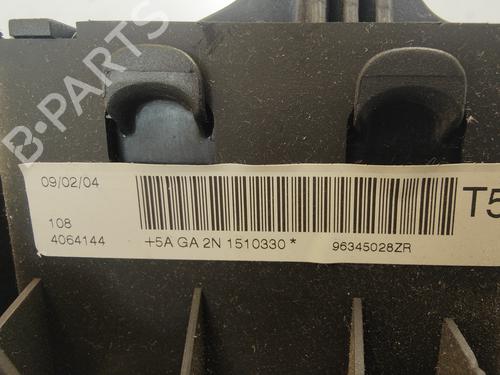 B-PARTS
09/02/04
T5
108
4064144
+5A GA 2N 1510330 *
96345028ZR